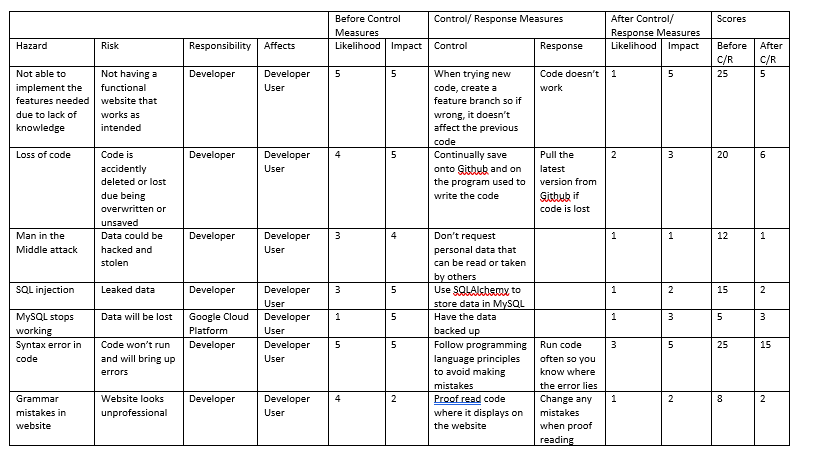 Before Control Measures | Control/ Response Measures | After Control/ Response Measures | Scores
Hazard | Risk | Responsibility | Affects | Likelihood | Impact | Control | Response | Likelihood | Impact | Before C/R | After C/R
Not able to implement the features needed due to lack of knowledge | Not having a functional website that works as intended | Developer | Developer User | 5 | 5 | When trying new code, create a feature branch so if wrong, it doesn't affect the previous code | Code doesn't work | 1 | 5 | 25 | 5
Loss of code | Code is accidently deleted or lost due being overwritten or unsaved | Developer | Developer User | 4 | 5 | Continually save onto Github and on the program used to write the code | Pull the latest version from Github if code is lost | 2 | 3 | 20 | 6
Man in the Middle attack | Data could be hacked and stolen | Developer | Developer User | 3 | 4 | Don't request personal data that can be read or taken by others | | 1 | 1 | 12 | 1
SQL injection | Leaked data | Developer | Developer User | 3 | 5 | Use SQLAlchemy to store data in MySQL | | 1 | 2 | 15 | 2
MySQL stops working | Data will be lost | Google Cloud Platform | Developer User | 1 | 5 | Have the data backed up | | 1 | 3 | 5 | 3
Syntax error in code | Code won't run and will bring up errors | Developer | Developer User | 5 | 5 | Follow programming language principles to avoid making mistakes | Run code often so you know where the error lies | 3 | 5 | 25 | 15
Grammar mistakes in website | Website looks unprofessional | Developer | Developer User | 4 | 2 | Proof read code where it displays on the website | Change any mistakes when proof reading | 1 | 2 | 8 | 2